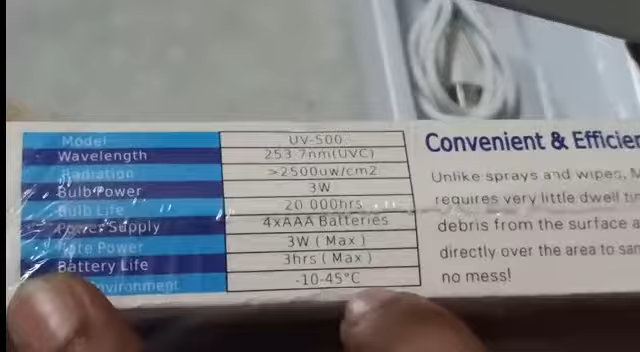 Model UV-500
Wavelength 253.7nm(UVC)
Radiation >2500uw/cm2
Bulb Power 3W
Bulb Life 20 000hrs
Power Supply 4xAAA Batteries
Rate Power 3W ( Max )
Battery Life 3hrs ( Max )
nvironment -10-45°C
Convenient & Efficien
Unlike sprays and wipes, M
requires very little dwell tim
debris from the surface a
directly over the area to san
no mess!